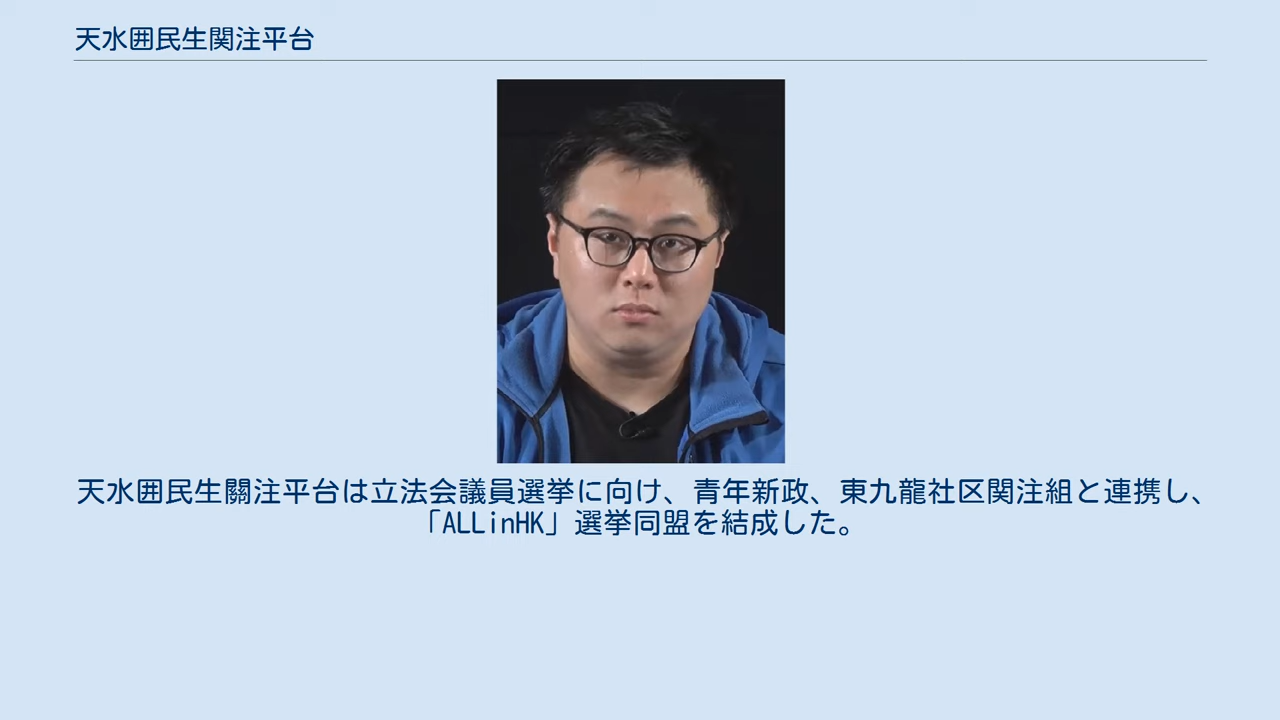 天水囲民生関注平台
天水囲民生關注平台は立法会議員選挙に向け、青年新政、東九龍社区関注組と連携し、
「ALLinHK」選挙同盟を結成した。